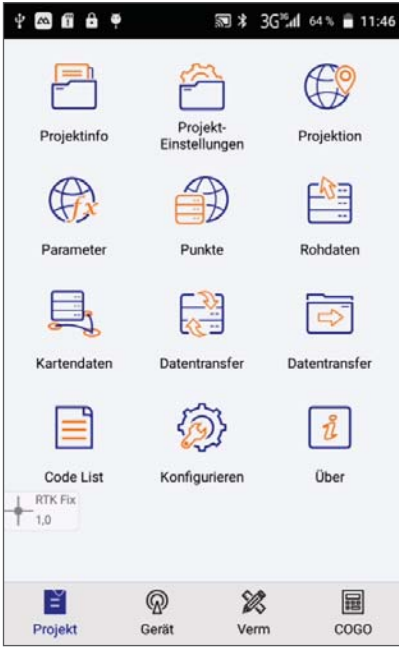 3G 3G 64 % 11:46
Projektinfo
Projekt-
Einstellungen
Projektion
Parameter
Punkte
Rohdaten
Kartendaten
Datentransfer
Datentransfer
Code List
Konfigurieren
Über
RTK Fix
1,0
Projekt
Gerät
Verm
COGO